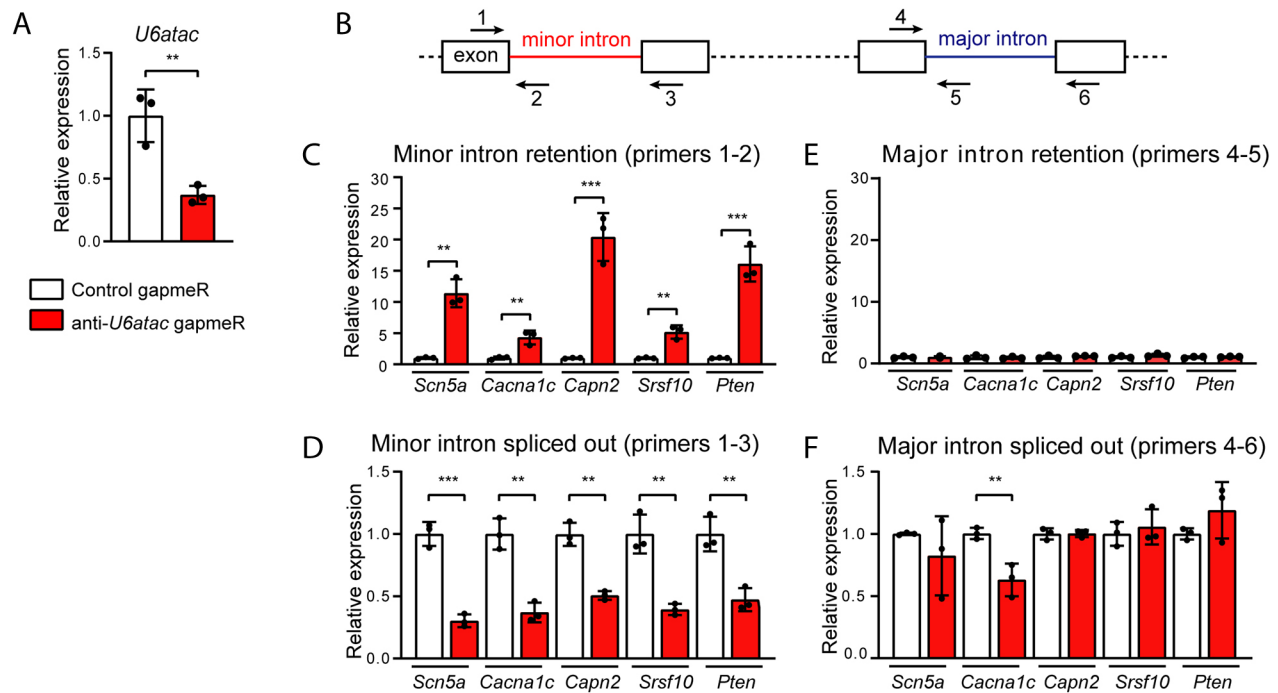 A
U6atac
Relative expression
1.5
1.0
0.5
0.0
**
Control gapmeR
anti-U6atac gapmeR
B
1
exon
minor intron
2
3
4
major intron
5
6
C
Minor intron retention (primers 1-2)
Relative expression
30
25
20
15
10
5
0
**
**
***
**
***
Scn5a
Cacna1c
Capn2
Srsf10
Pten
E
Major intron retention (primers 4-5)
Relative expression
30
20
10
0
Scn5a
Cacna1c
Capn2
Srsf10
Pten
D
Minor intron spliced out (primers 1-3)
Relative expression
1.5
1.0
0.5
0.0
***
**
**
**
**
Scn5a
Cacna1c
Capn2
Srsf10
Pten
F
Major intron spliced out (primers 4-6)
Relative expression
1.5
1.0
0.5
0.0
**
Scn5a
Cacna1c
Capn2
Srsf10
Pten